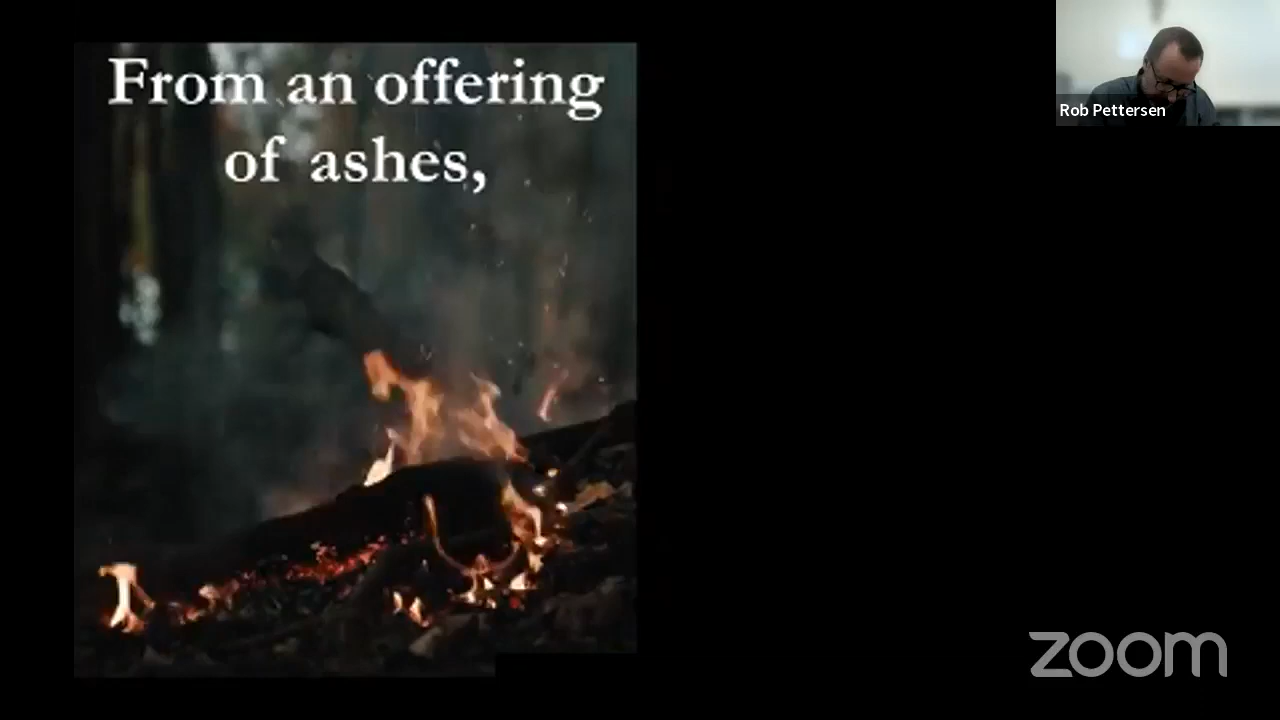 From an offering
of ashes,
Rob Pettersen
zoom